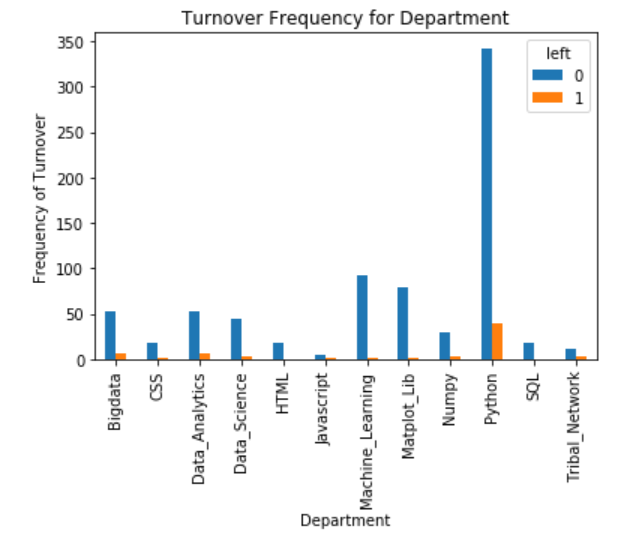 Turnover Frequency for Department
Frequency of Turnover
350
300
250
200
150
100
50
0
left
0
1
Bigdata
CSS
Data_Analytics
Data_Science
HTML
Javascript
Machine_Learning
Matplot_Lib
Numpy
Python
SQL
Tribal_Network
Department